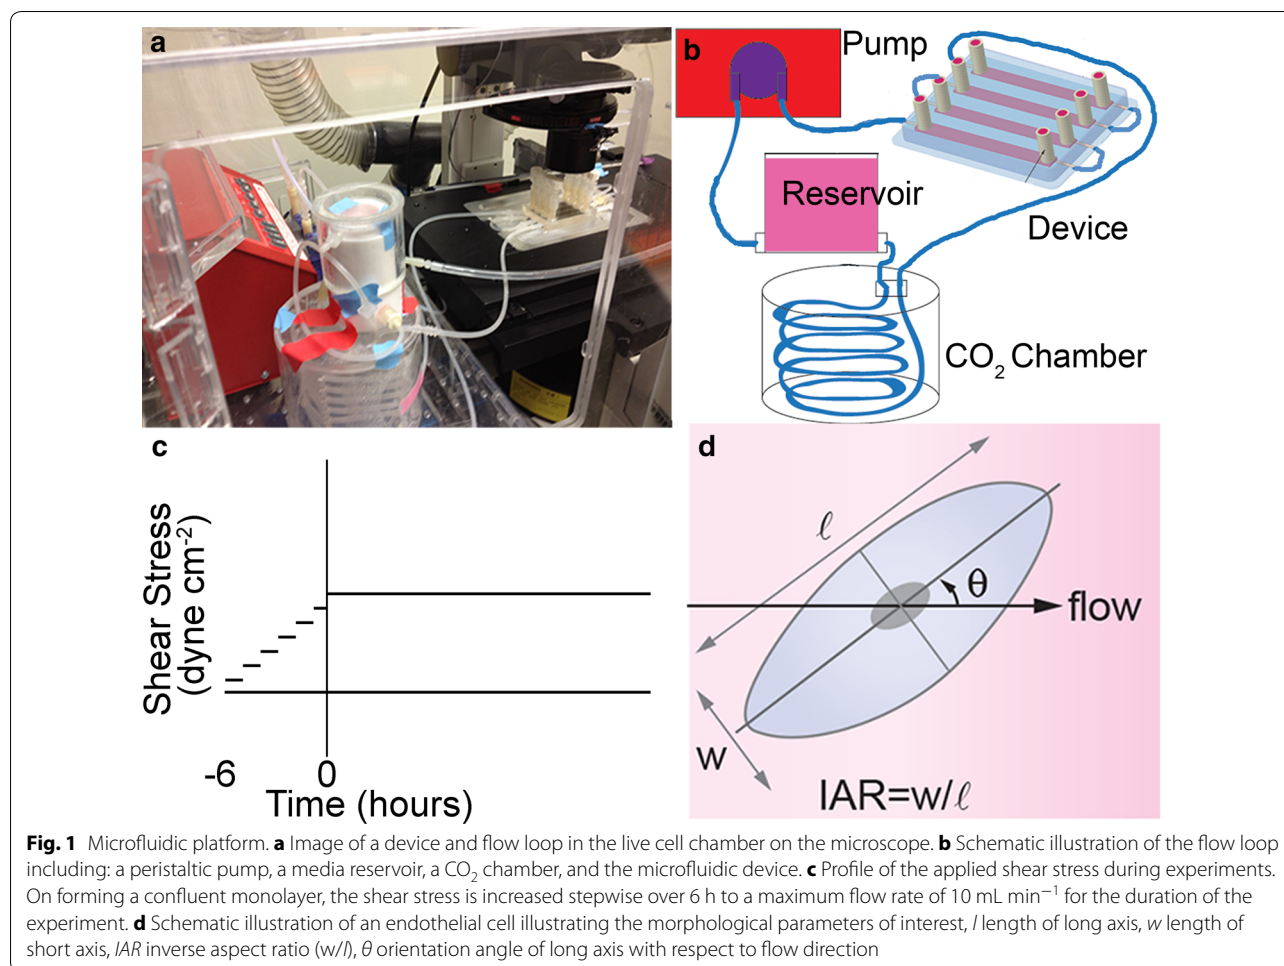 a
b
Pump
Reservoir
Device
CO2 Chamber
c
Shear Stress
(dyne cm-2)
-6
0
Time (hours)
d
ℓ
θ
flow
w
IAR=w/ℓ
Fig. 1 Microfluidic platform. a Image of a device and flow loop in the live cell chamber on the microscope. b Schematic illustration of the flow loop
including: a peristaltic pump, a media reservoir, a CO2 chamber, and the microfluidic device. c Profile of the applied shear stress during experiments.
On forming a confluent monolayer, the shear stress is increased stepwise over 6 h to a maximum flow rate of 10 mL min−1 for the duration of the
experiment. d Schematic illustration of an endothelial cell illustrating the morphological parameters of interest, l length of long axis, w length of
short axis, IAR inverse aspect ratio (w/l), θ orientation angle of long axis with respect to flow direction